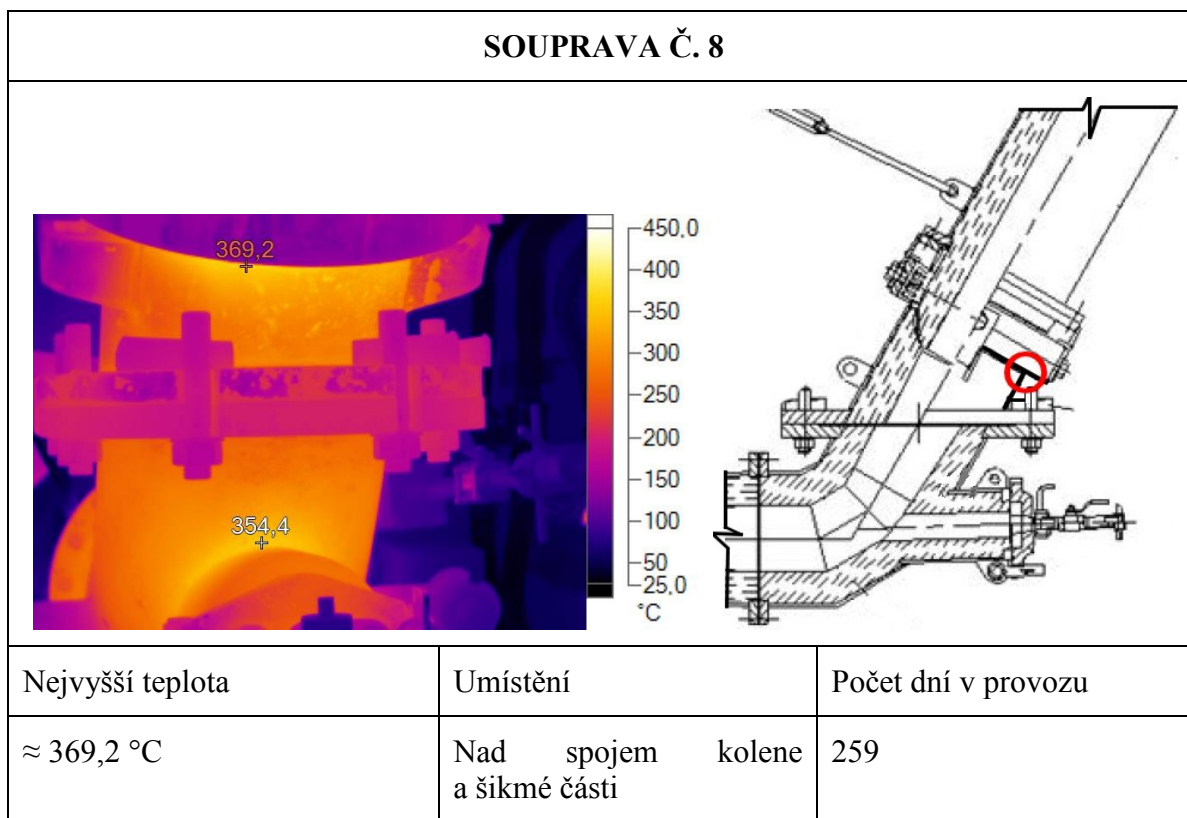 SOUPRAVA Č. 8
369,2
354,4
450,0
400
350
300
250
200
150
100
50
25.0
°C
Nejvyšší teplota
Umístění
Počet dní v provozu
≈ 369,2 °C
Nad spojem kolene
a šikmé části
259